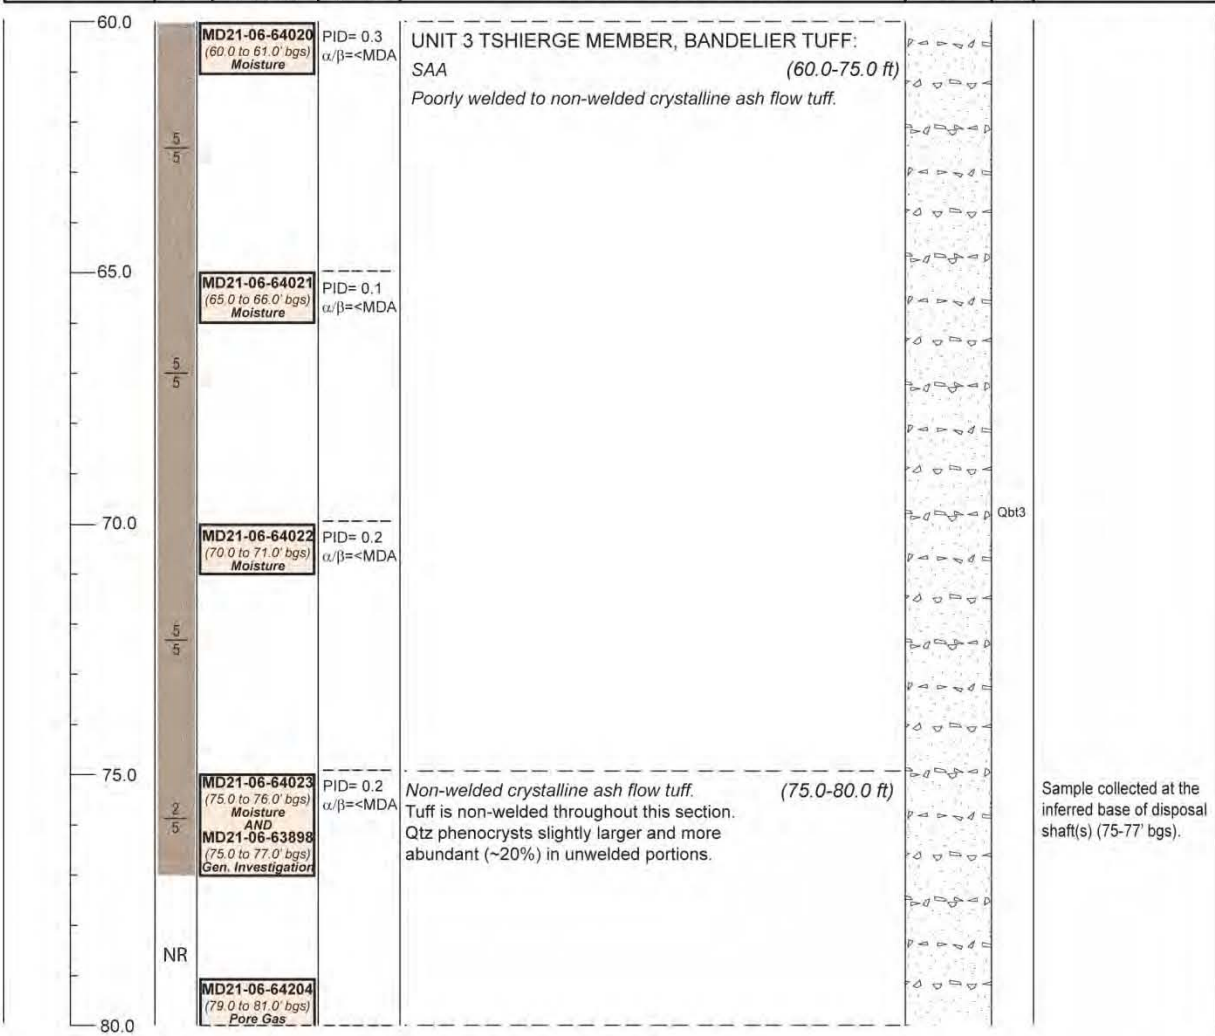 60.0
MD21-06-64020
(60.0 to 61.0' bgs)
Moisture
PID= 0.3
α/β=<MDA
UNIT 3 TSHIERGE MEMBER, BANDELIER TUFF:
SAA (60.0-75.0 ft)
Poorly welded to non-welded crystalline ash flow tuff.
5
5
65.0
MD21-06-64021
(65.0 to 66.0' bgs)
Moisture
PID= 0.1
α/β=<MDA
5
5
70.0
MD21-06-64022
(70.0 to 71.0' bgs)
Moisture
PID= 0.2
α/β=<MDA
Qbt3
5
5
75.0
MD21-06-64023
(75.0 to 76.0' bgs)
Moisture
AND
MD21-06-63898
(75.0 to 77.0' bgs)
Gen. Investigation
PID= 0.2
α/β=<MDA
Non-welded crystalline ash flow tuff. (75.0-80.0 ft)
Tuff is non-welded throughout this section.
Qtz phenocrysts slightly larger and more
abundant (~20%) in unwelded portions.
Sample collected at the
inferred base of disposal
shaft(s) (75-77' bgs).
2
5
NR
MD21-06-64204
(79.0 to 81.0' bgs)
Pore Gas
80.0